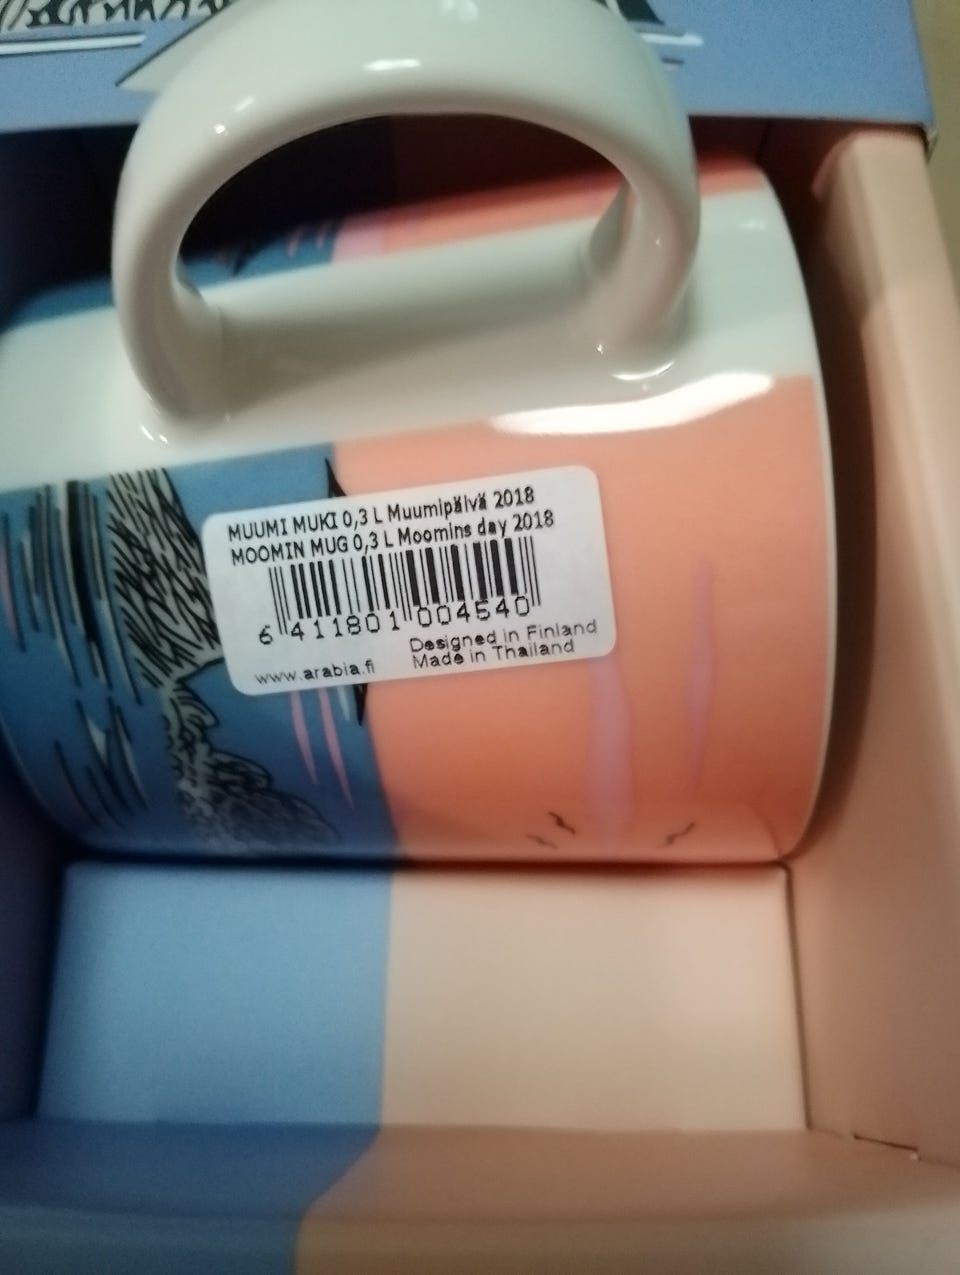 MUUMI MUKI 0,3 L Muumipäivä 2018
MOOMIN MUG 0,3 L Moomins day 2018
6 411801 004540
Designed in Finland
www.arabia.fi Made in Thailand